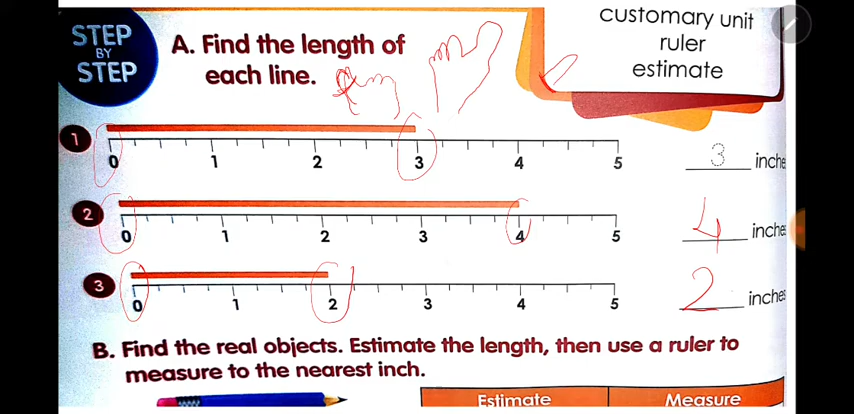 STEP
BY
STEP
A. Find the length of
each line.
customary unit
ruler
estimate
1
0 1 2 3 4 5
3 inche
2
0 1 2 3 4 5
4 inche
3
0 1 2 3 4 5
2 inches
B. Find the real objects. Estimate the length, then use a ruler to
measure to the nearest inch.
Estimate Measure